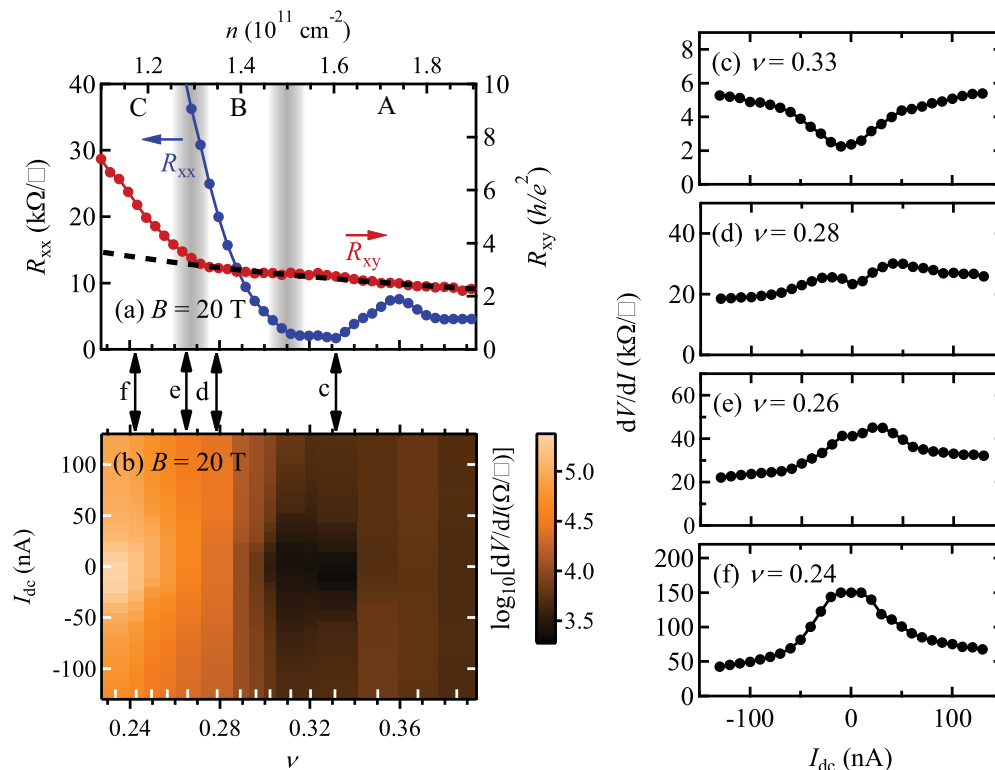 n (10¹¹ cm⁻²)
1.2 1.4 1.6 1.8
40 30 20 10 0
R_xx (kΩ/□)
C B A
R_xx
R_xy
(a) B = 20 T
10 8 6 4 2 0
R_xy (h/e²)
f e d c
(b) B = 20 T
100 50 0 -50 -100
I_dc (nA)
0.24 0.28 0.32 0.36
ν
5.0 4.5 4.0 3.5
log₁₀[dV/dI(Ω/□)]
dV/dI (kΩ/□)
(c) ν = 0.33
8 6 4 2 0
(d) ν = 0.28
40 20 0
(e) ν = 0.26
60 40 20 0
(f) ν = 0.24
200 150 100 50 0
-100 0 100
I_dc (nA)